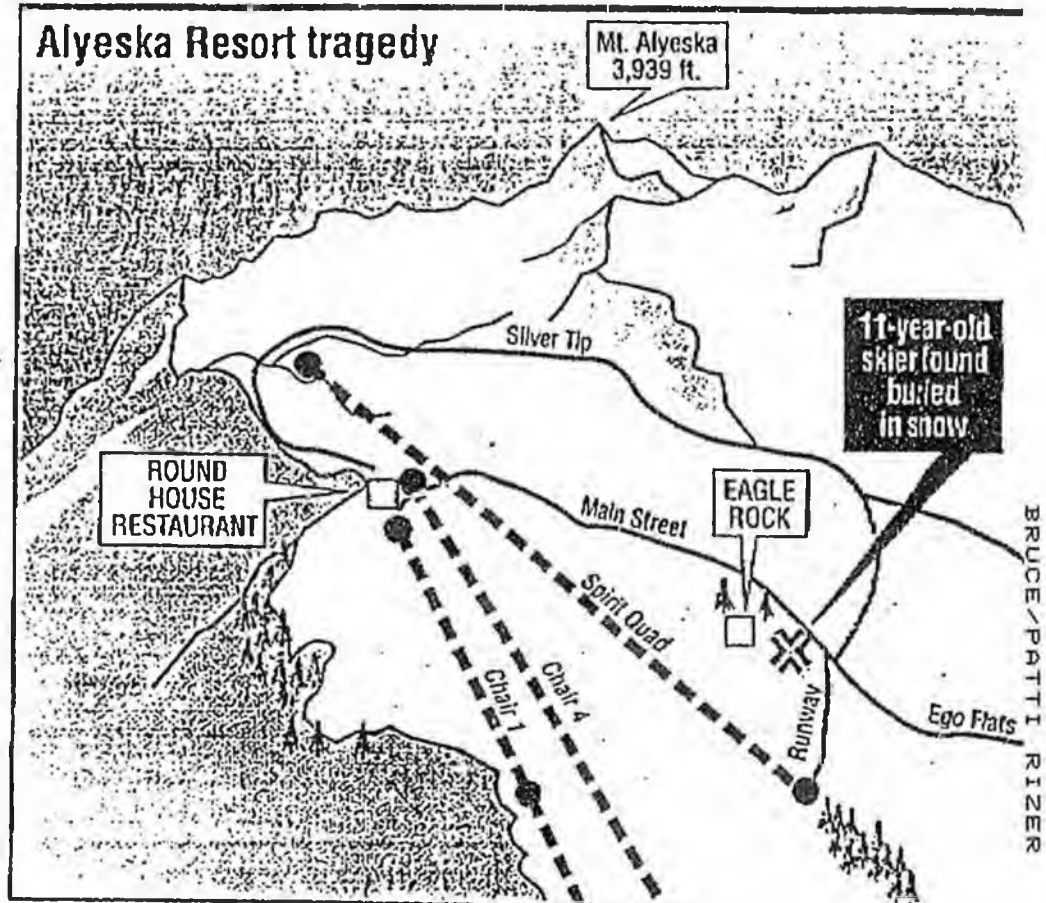 Alyeska Resort tragedy
Mt. Alyeska
3,939 ft.
Silver Tip
11-year-old
skier found
buried
in snow
ROUND
HOUSE
RESTAURANT
Main Street
EAGLE
ROCK
Spirit Quad
Chair 1
Chair 4
Runway
Ego Flats
BRUCE/PATTI RIZER